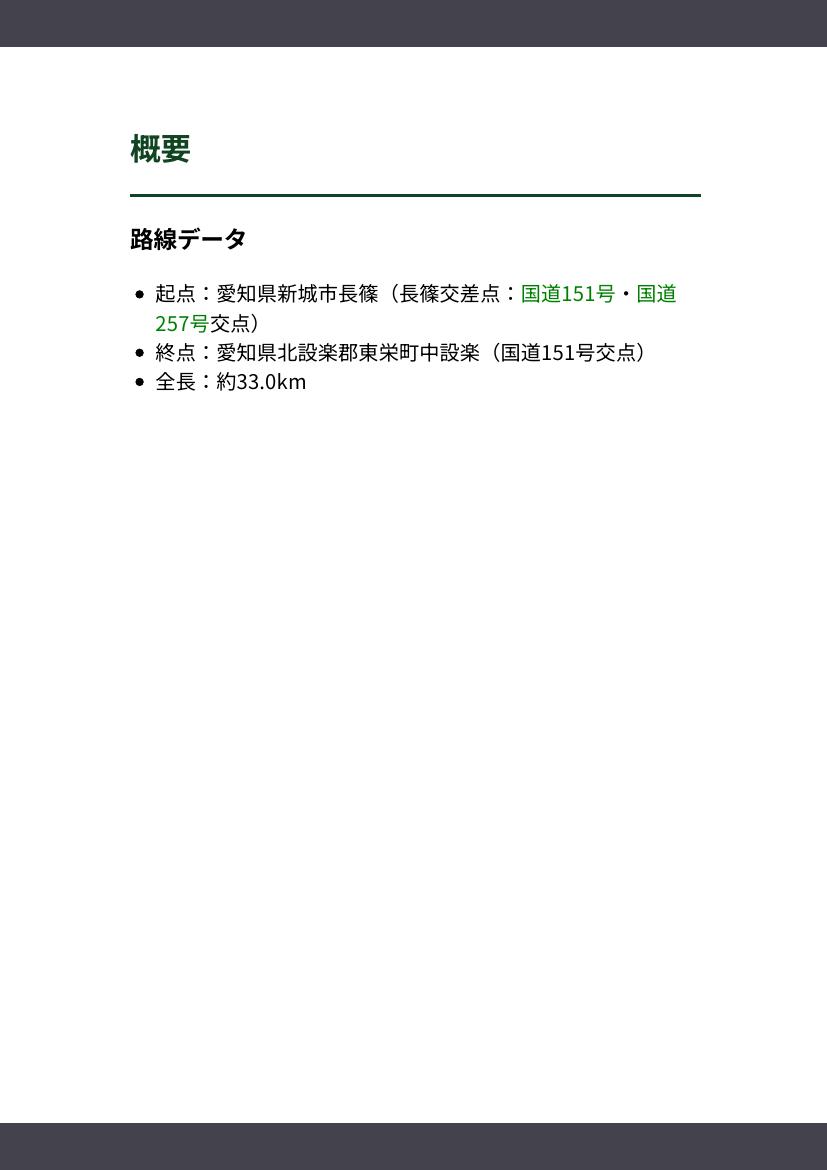 概要
路線データ
起点：愛知県新城市長篠（長篠交差点：国道151号・国道
257号交点）
終点：愛知県北設楽郡東栄町中設楽（国道151号交点）
全長：約33.0km